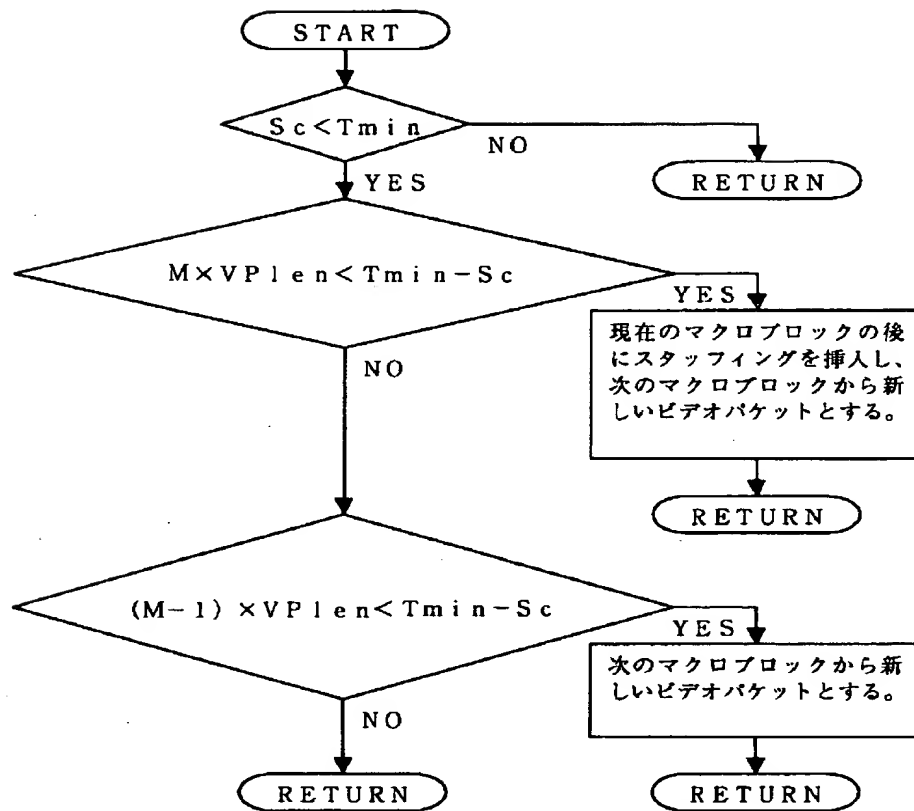 START
Sc<Tmin
NO
RETURN
YES
M×VPlen<Tmin−Sc
YES
現在のマクロブロックの後
にスタッフィングを挿入し、
次のマクロブロックから新
しいビデオパケットとする。
NO
RETURN
(M−1)×VPlen<Tmin−Sc
YES
次のマクロブロックから新
しいビデオパケットとする。
NO
RETURN
RETURN